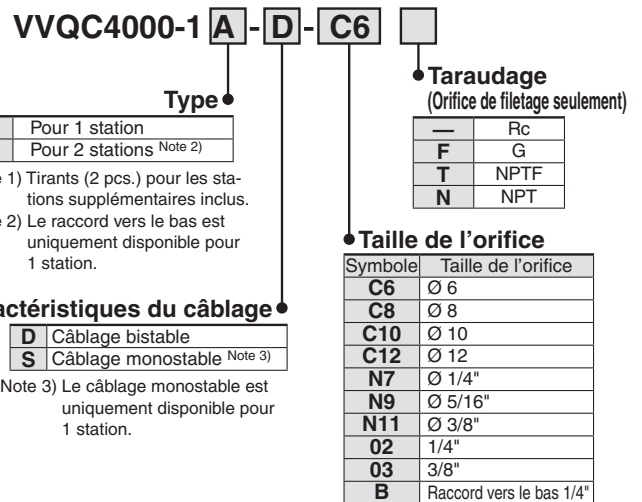 VVQC4000-1 A - D - C6
Type
Pour 1 station
Pour 2 stations Note 2)
1) Tirants (2 pcs.) pour les sta-
tions supplémentaires inclus.
2) Le raccord vers le bas est
uniquement disponible pour
1 station.
actéristiques du câblage
D Câblage bistable
S Câblage monostable Note 3)
Note 3) Le câblage monostable est
uniquement disponible pour
1 station.
Taraudage
(Orifice de filetage seulement)
— Rc
F G
T NPTF
N NPT
Taille de l'orifice
Symbole Taille de l'orifice
C6 Ø 6
C8 Ø 8
C10 Ø 10
C12 Ø 12
N7 Ø 1/4"
N9 Ø 5/16"
N11 Ø 3/8"
02 1/4"
03 3/8"
B Raccord vers le bas 1/4"